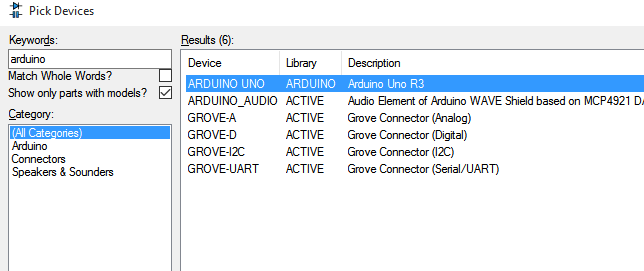 Pick Devices
Keywords:
arduino
Match Whole Words?
Show only parts with models?
Category:
(All Categories)
Arduino
Connectors
Speakers & Sounders
Results (6):
Device Library Description
ARDUINO UNO ARDUINO Arduino Uno R3
ARDUINO_AUDIO ACTIVE Audio Element of Arduino WAVE Shield based on MCP4921 DA
GROVE-A ACTIVE Grove Connector (Analog)
GROVE-D ACTIVE Grove Connector (Digital)
GROVE-I2C ACTIVE Grove Connector (I2C)
GROVE-UART ACTIVE Grove Connector (Serial/UART)